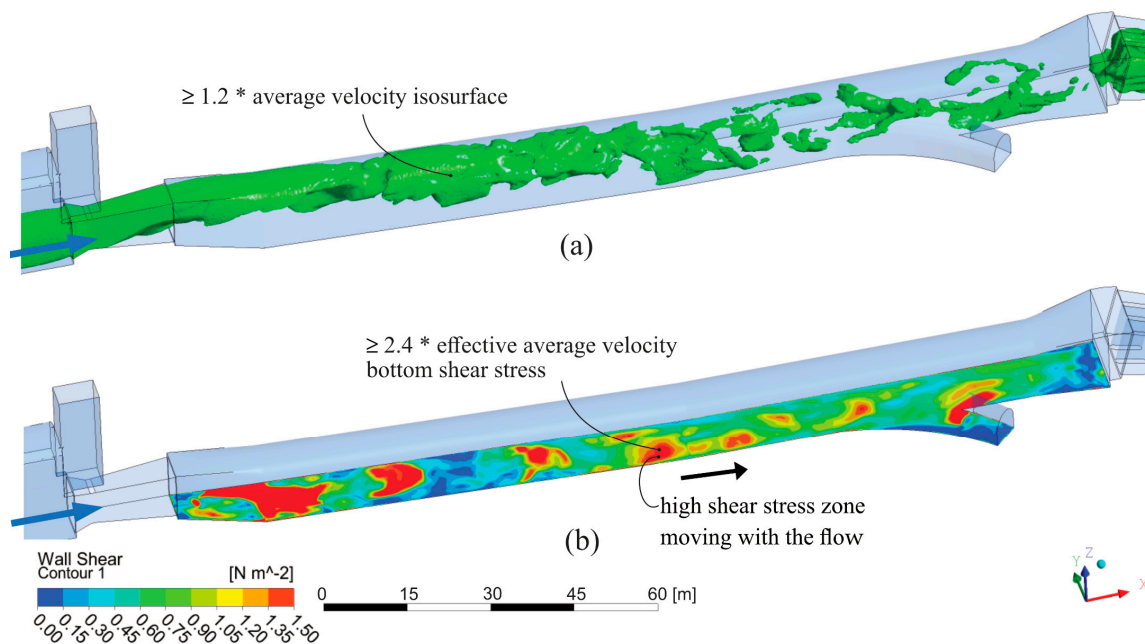 ≥ 1.2 * average velocity isosurface
(a)
≥ 2.4 * effective average velocity
bottom shear stress
high shear stress zone
moving with the flow
(b)
Wall Shear
Contour 1 [N m^-2]
0.00 0.15 0.30 0.45 0.60 0.75 0.90 1.05 1.20 1.35 1.50
0 15 30 45 60 [m]
Y Z X